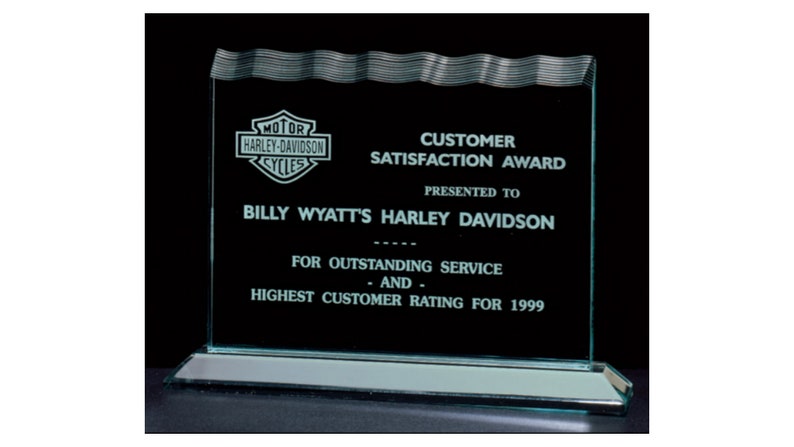 MOTOR
HARLEY-DAVIDSON
CYCLES
CUSTOMER
SATISFACTION AWARD
PRESENTED TO
BILLY WYATT'S HARLEY DAVIDSON
- - - - -
FOR OUTSTANDING SERVICE
- AND -
HIGHEST CUSTOMER RATING FOR 1999